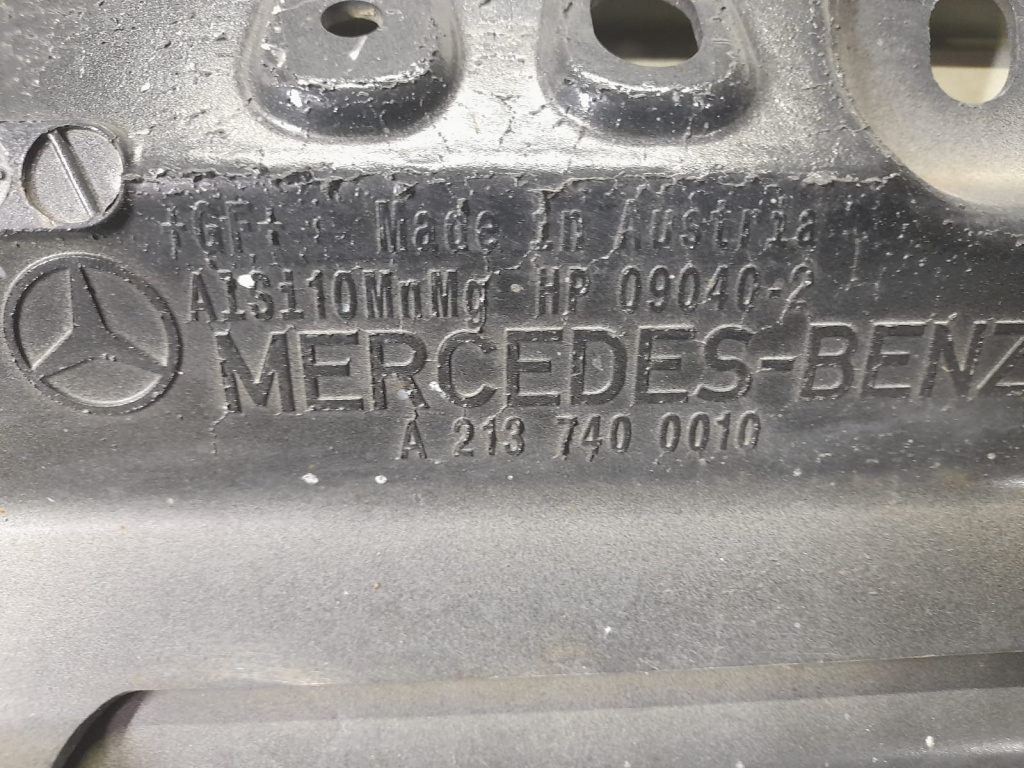 +GF+ Made In Austria
AlSi10MnMg HP 09040-2
MERCEDES-BENZ
A 213 740 0010